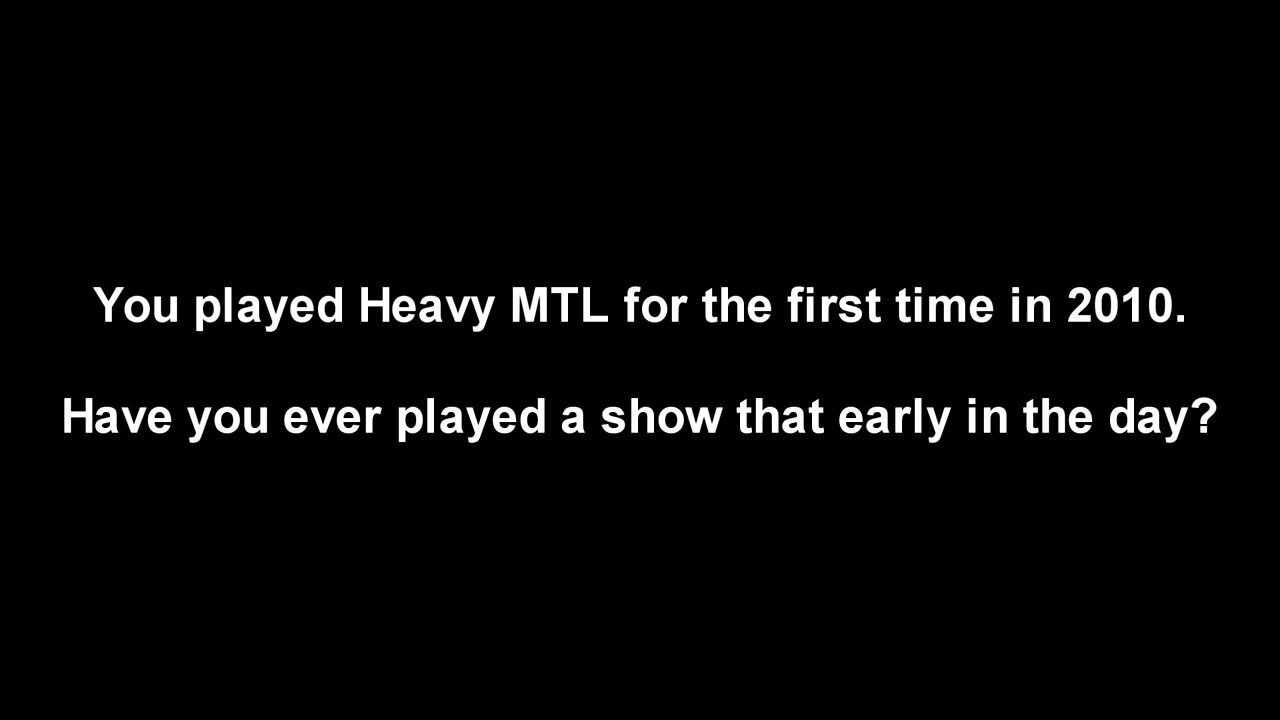 You played Heavy MTL for the first time in 2010.
Have you ever played a show that early in the day?